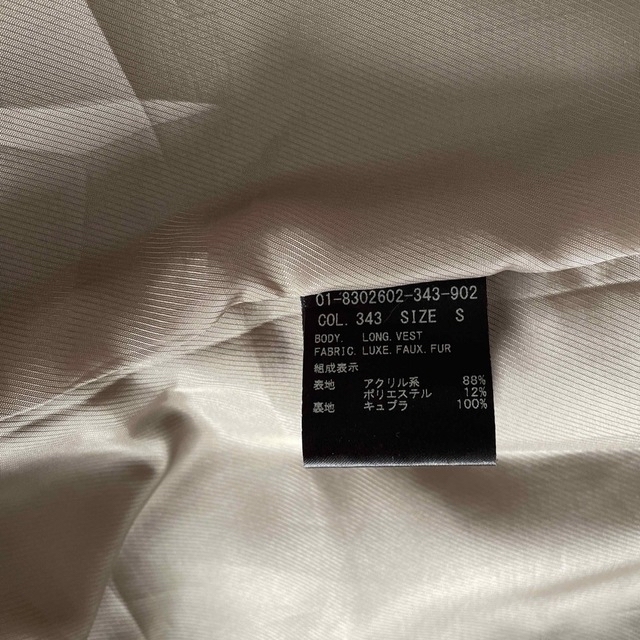 01-8302602-343-902
COL. 343 SIZE S
BODY. LONG. VEST
FABRIC. LUXE. FAUX. FUR
組成表示
表地 アクリル系 88%
ポリエステル 12%
裏地 キュプラ 100%